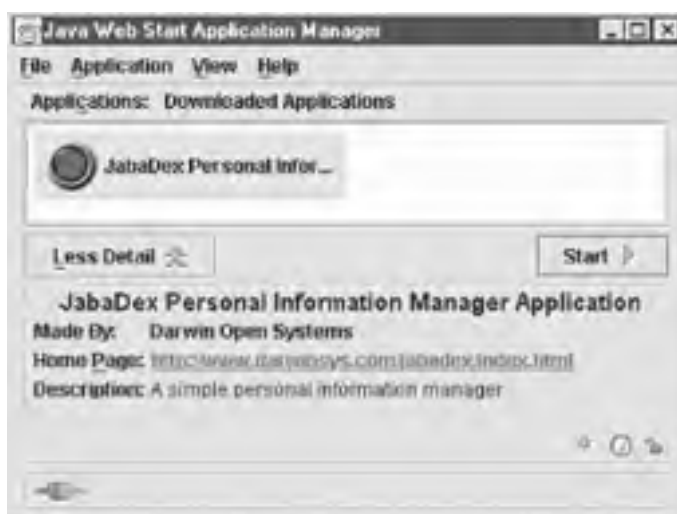 Java Web Start Application Manager
File Application View Help
Applications: Downloaded Applications
JabaDex Personal Infor...
Less Detail
Start
JabaDex Personal Information Manager Application
Made By: Darwin Open Systems
Home Page: http://www.darwinsys.com/jabadex/index.html
Description: A simple personal information manager